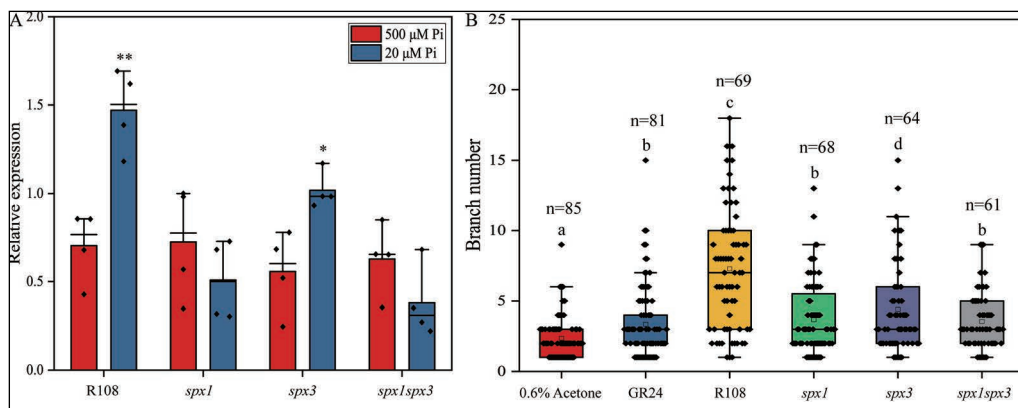 A
Relative expression
2.0
1.5
1.0
0.5
0.0
500 μM Pi
20 μM Pi
**
*
R108
spx1
spx3
spx1spx3
B
Branch number
25
20
15
10
5
0
n=85
a
n=81
b
n=69
c
n=68
b
n=64
d
n=61
b
0.6% Acetone
GR24
R108
spx1
spx3
spx1spx3